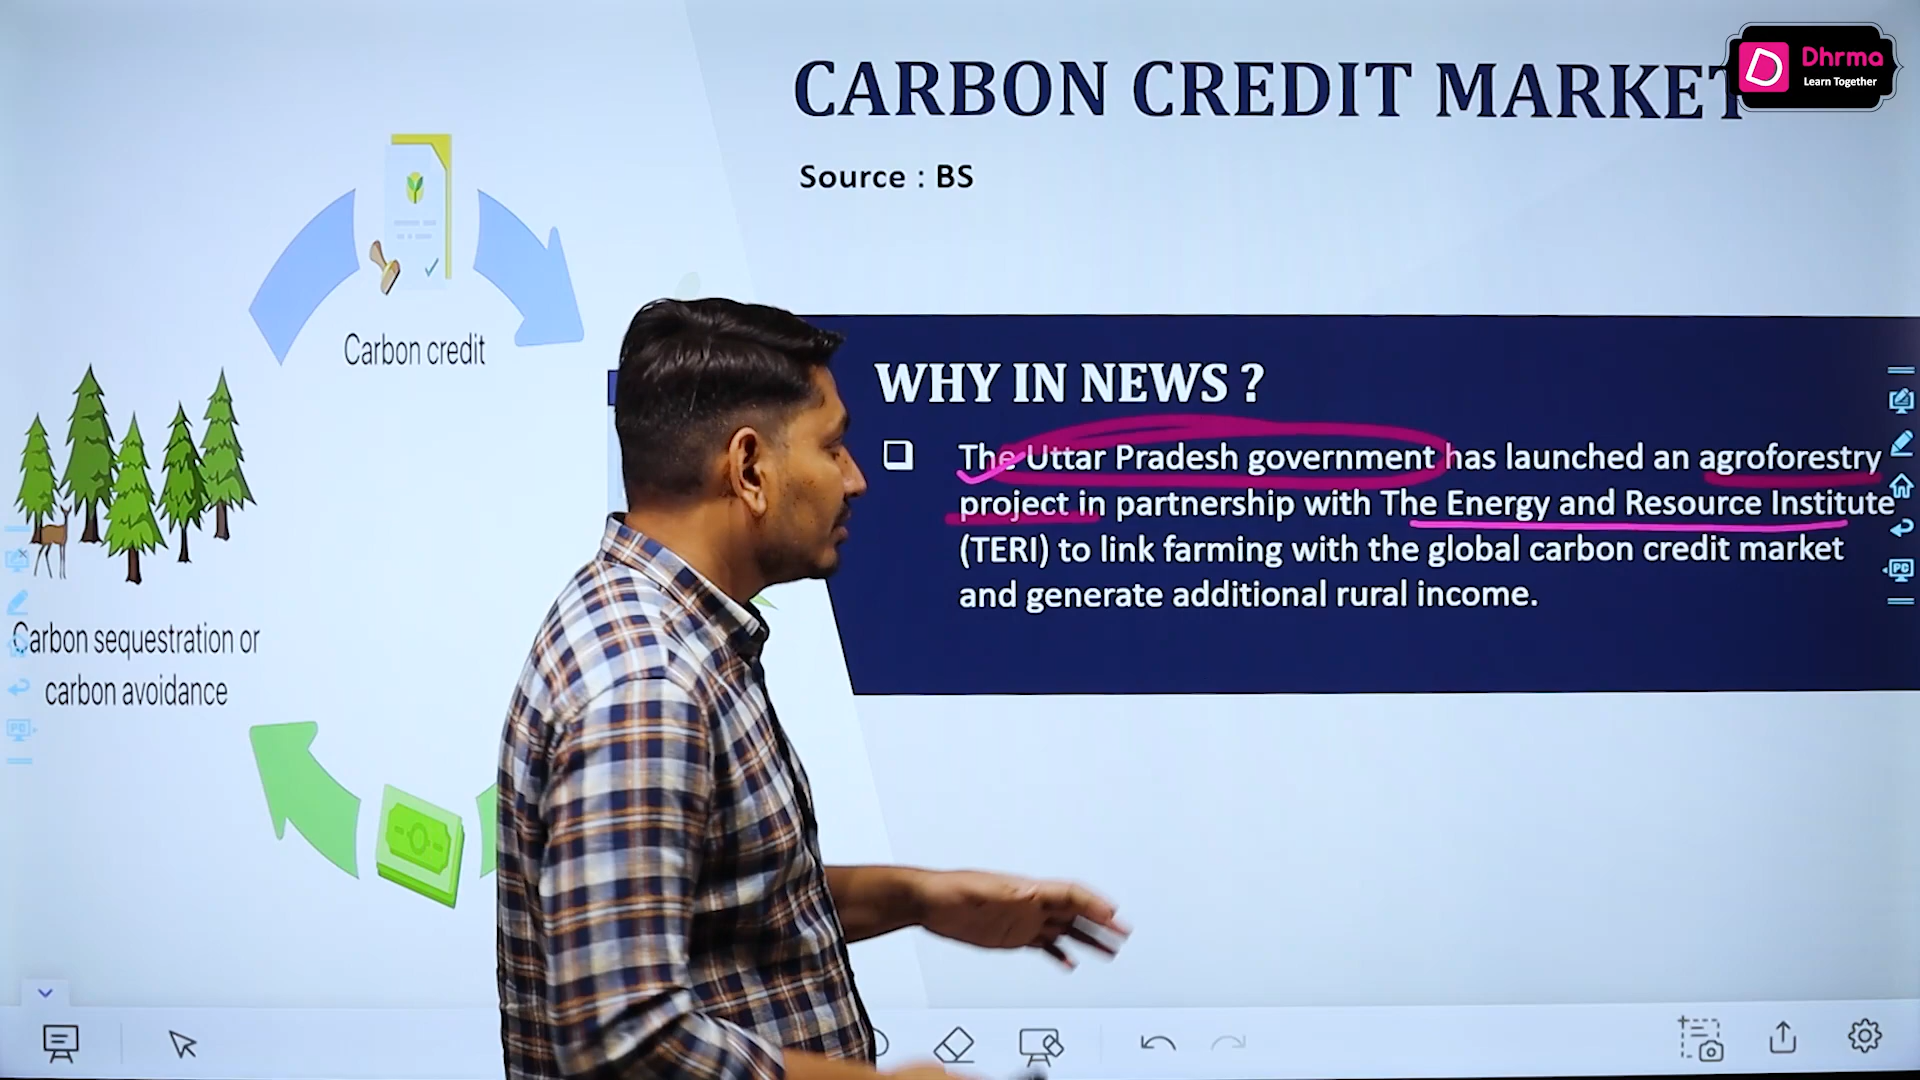 CARBON CREDIT MARKET
Dhrma
Learn Together
Source : BS
Carbon credit
WHY IN NEWS ?
The Uttar Pradesh government has launched an agroforestry
project in partnership with The Energy and Resource Institute
(TERI) to link farming with the global carbon credit market
and generate additional rural income.
Carbon sequestration or
carbon avoidance
PC
PC